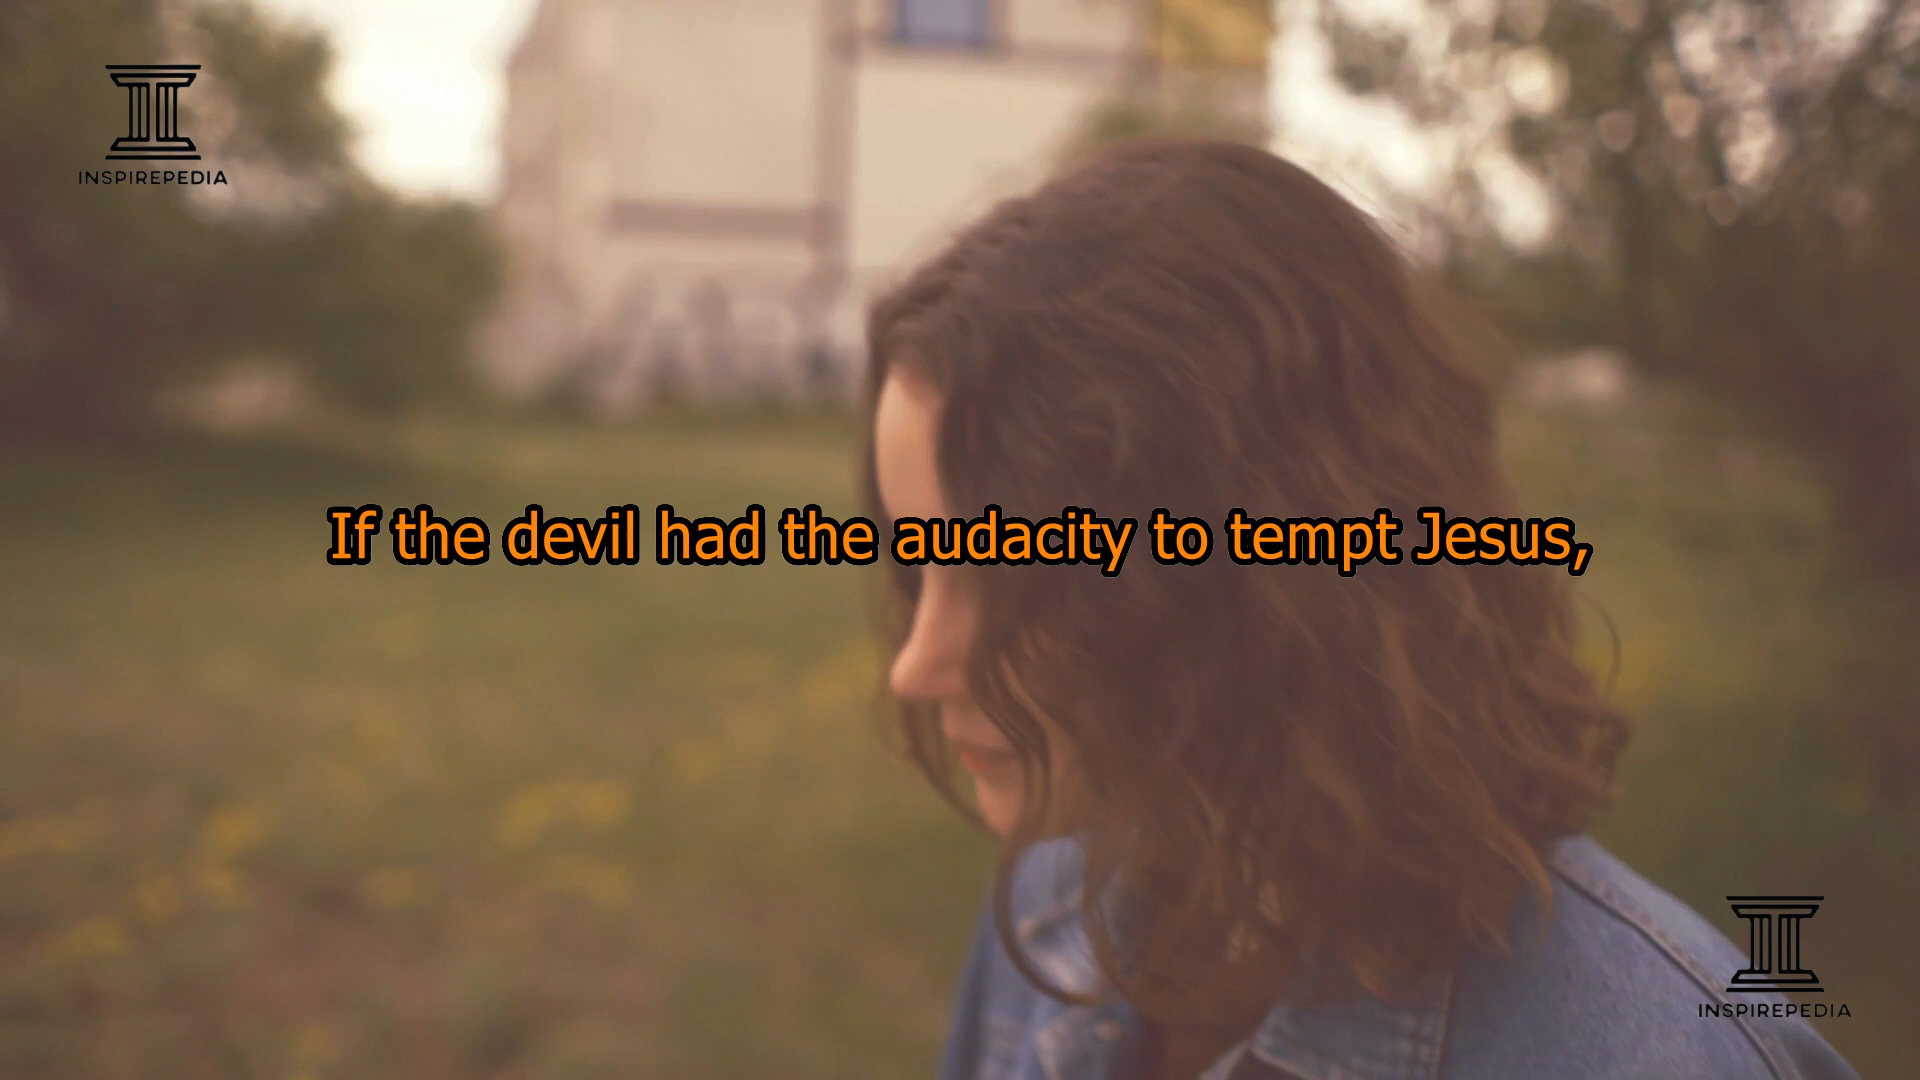 INSPIREPEDIA
If the devil had the audacity to tempt Jesus,
INSPIREPEDIA